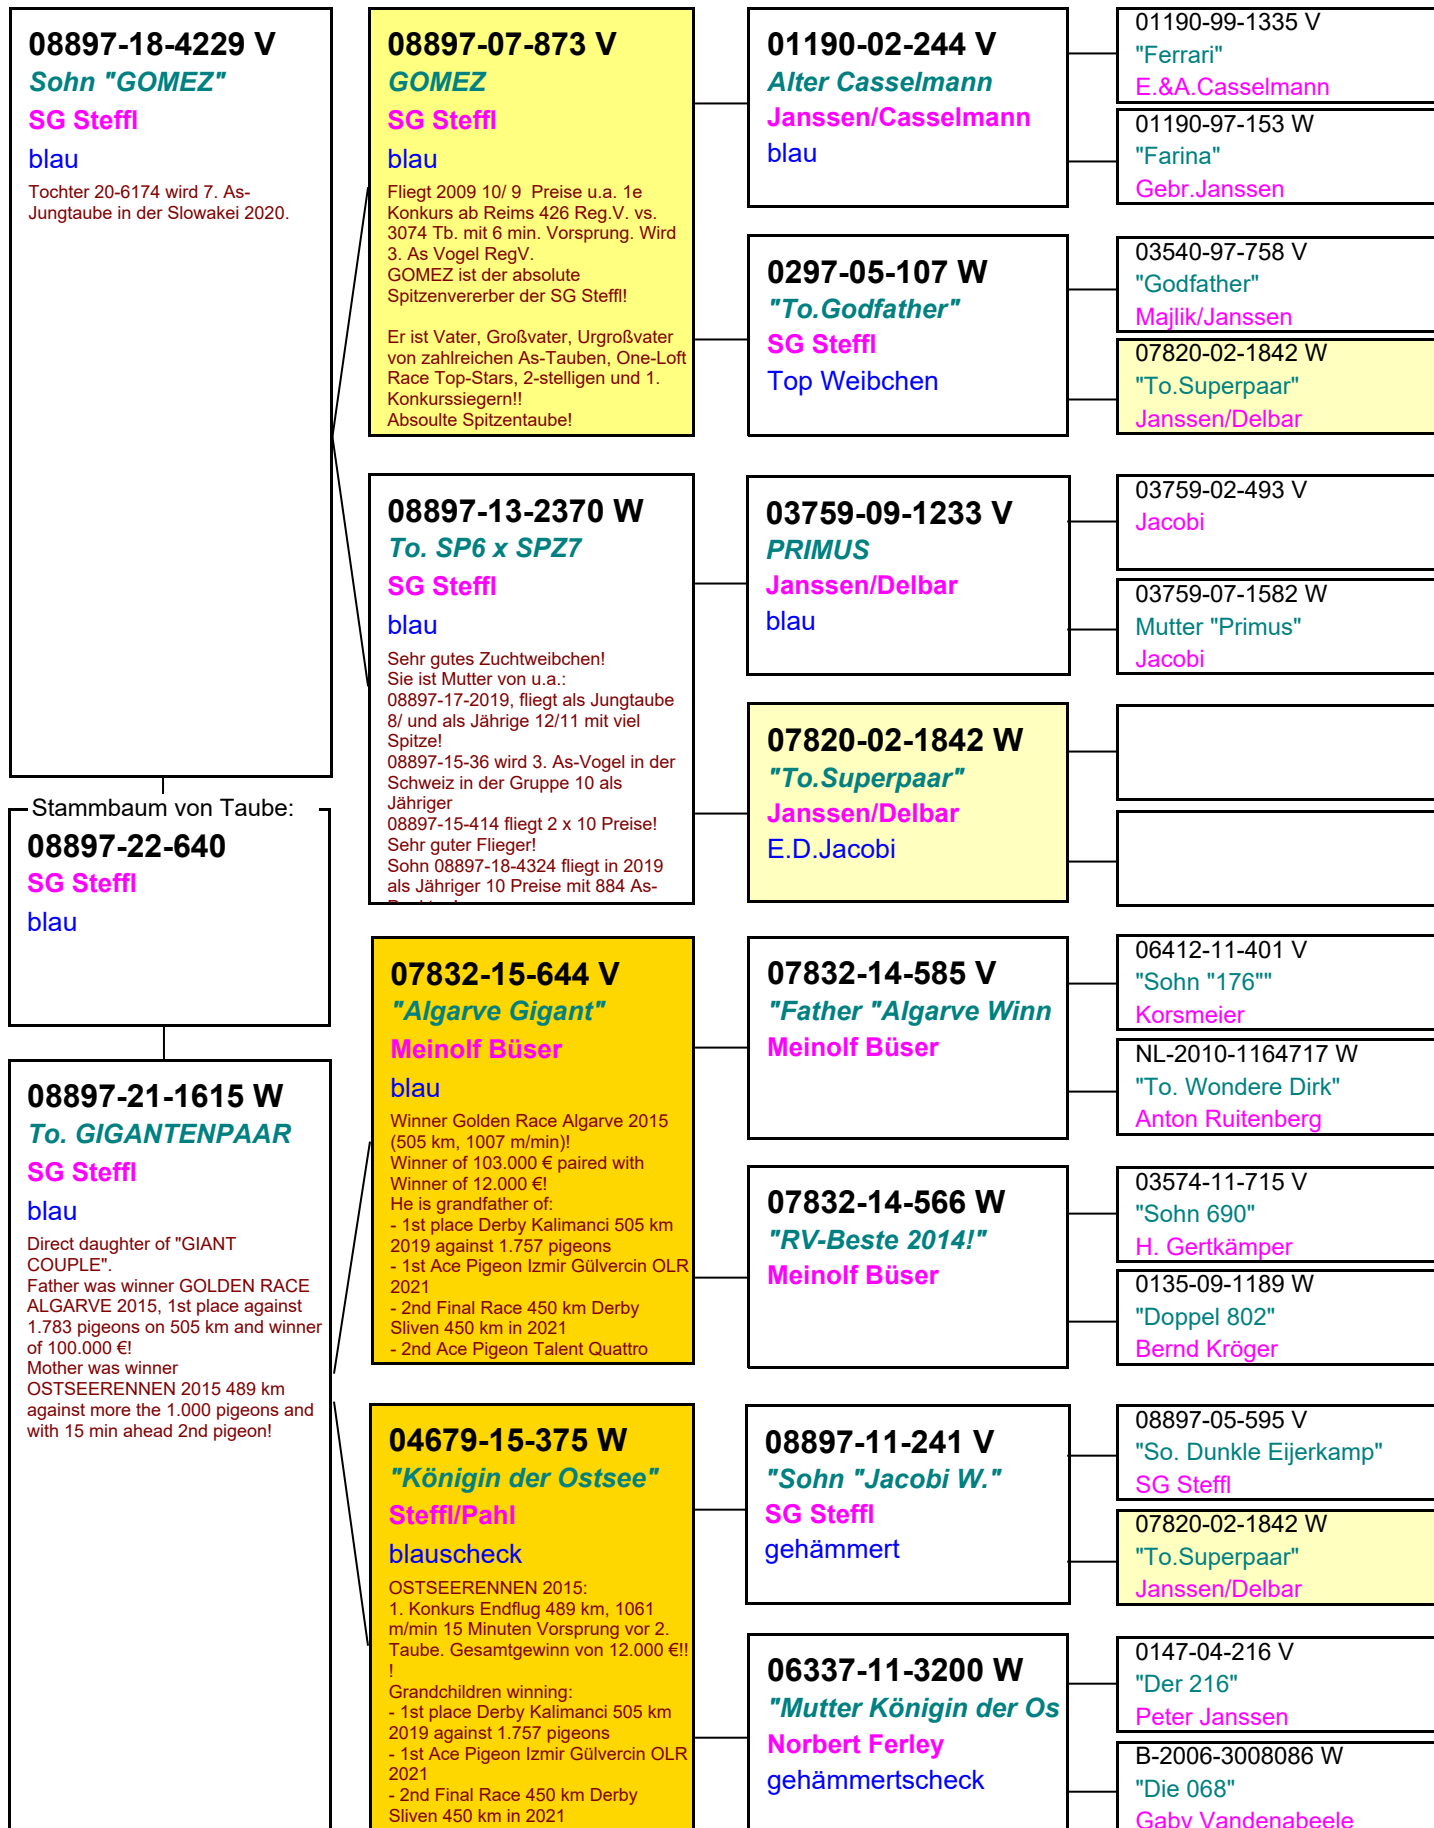 08897-18-4229 V
Sohn "GOMEZ"
SG Steffl
blau
Tochter 20-6174 wird 7. As-
Jungtaube in der Slowakei 2020.
Stammbaum von Taube:
08897-22-640
SG Steffl
blau
08897-21-1615 W
To. GIGANTENPAAR
SG Steffl
blau
Direct daughter of "GIANT
COUPLE".
Father was winner GOLDEN RACE
ALGARVE 2015, 1st place against
1.783 pigeons on 505 km and winner
of 100.000 €!
Mother was winner
OSTSEERENNEN 2015 489 km
against more the 1.000 pigeons and
with 15 min ahead 2nd pigeon!
08897-07-873 V
GOMEZ
SG Steffl
blau
Fliegt 2009 10/ 9  Preise u.a. 1e
Konkurs ab Reims 426 Reg.V. vs.
3074 Tb. mit 6 min. Vorsprung. Wird
3. As Vogel RegV.
GOMEZ ist der absolute
Spitzenvererber der SG Steffl!
Er ist Vater, Großvater, Urgroßvater
von zahlreichen As-Tauben, One-Loft
Race Top-Stars, 2-stelligen und 1.
Konkurssiegern!!
Absoulte Spitzentaube!
08897-13-2370 W
To. SP6 x SPZ7
SG Steffl
blau
Sehr gutes Zuchtweibchen!
Sie ist Mutter von u.a.:
08897-17-2019, fliegt als Jungtaube
8/ und als Jährige 12/11 mit viel
Spitze!
08897-15-36 wird 3. As-Vogel in der
Schweiz in der Gruppe 10 als
Jähriger
08897-15-414 fliegt 2 x 10 Preise!
Sehr guter Flieger!
Sohn 08897-18-4324 fliegt in 2019
als Jähriger 10 Preise mit 884 As-
07832-15-644 V
"Algarve Gigant"
Meinolf Büser
blau
Winner Golden Race Algarve 2015
(505 km, 1007 m/min)!
Winner of 103.000 € paired with
Winner of 12.000 €!
He is grandfather of:
- 1st place Derby Kalimanci 505 km
2019 against 1.757 pigeons
- 1st Ace Pigeon Izmir Gülvercin OLR
2021
- 2nd Final Race 450 km Derby
Sliven 450 km in 2021
- 2nd Ace Pigeon Talent Quattro
04679-15-375 W
"Königin der Ostsee"
Steffl/Pahl
blauscheck
OSTSEERENNEN 2015:
1. Konkurs Endflug 489 km, 1061
m/min 15 Minuten Vorsprung vor 2.
Taube. Gesamtgewinn von 12.000 €!!
!
Grandchildren winning:
- 1st place Derby Kalimanci 505 km
2019 against 1.757 pigeons
- 1st Ace Pigeon Izmir Gülvercin OLR
2021
- 2nd Final Race 450 km Derby
Sliven 450 km in 2021
01190-02-244 V
Alter Casselmann
Janssen/Casselmann
blau
0297-05-107 W
"To.Godfather"
SG Steffl
Top Weibchen
03759-09-1233 V
PRIMUS
Janssen/Delbar
blau
07820-02-1842 W
"To.Superpaar"
Janssen/Delbar
E.D.Jacobi
07832-14-585 V
"Father "Algarve Winn
Meinolf Büser
07832-14-566 W
"RV-Beste 2014!"
Meinolf Büser
08897-11-241 V
"Sohn "Jacobi W."
SG Steffl
gehämmert
06337-11-3200 W
"Mutter Königin der Os
Norbert Ferley
gehämmertscheck
01190-99-1335 V
"Ferrari"
E.&A.Casselmann
01190-97-153 W
"Farina"
Gebr.Janssen
03540-97-758 V
"Godfather"
Majlik/Janssen
07820-02-1842 W
"To.Superpaar"
Janssen/Delbar
03759-02-493 V
Jacobi
03759-07-1582 W
Mutter "Primus"
Jacobi
06412-11-401 V
"Sohn "176""
Korsmeier
NL-2010-1164717 W
"To. Wondere Dirk"
Anton Ruitenberg
03574-11-715 V
"Sohn 690"
H. Gertkämper
0135-09-1189 W
"Doppel 802"
Bernd Kröger
08897-05-595 V
"So. Dunkle Eijerkamp"
SG Steffl
07820-02-1842 W
"To.Superpaar"
Janssen/Delbar
0147-04-216 V
"Der 216"
Peter Janssen
B-2006-3008086 W
"Die 068"
Gaby Vandenabeele